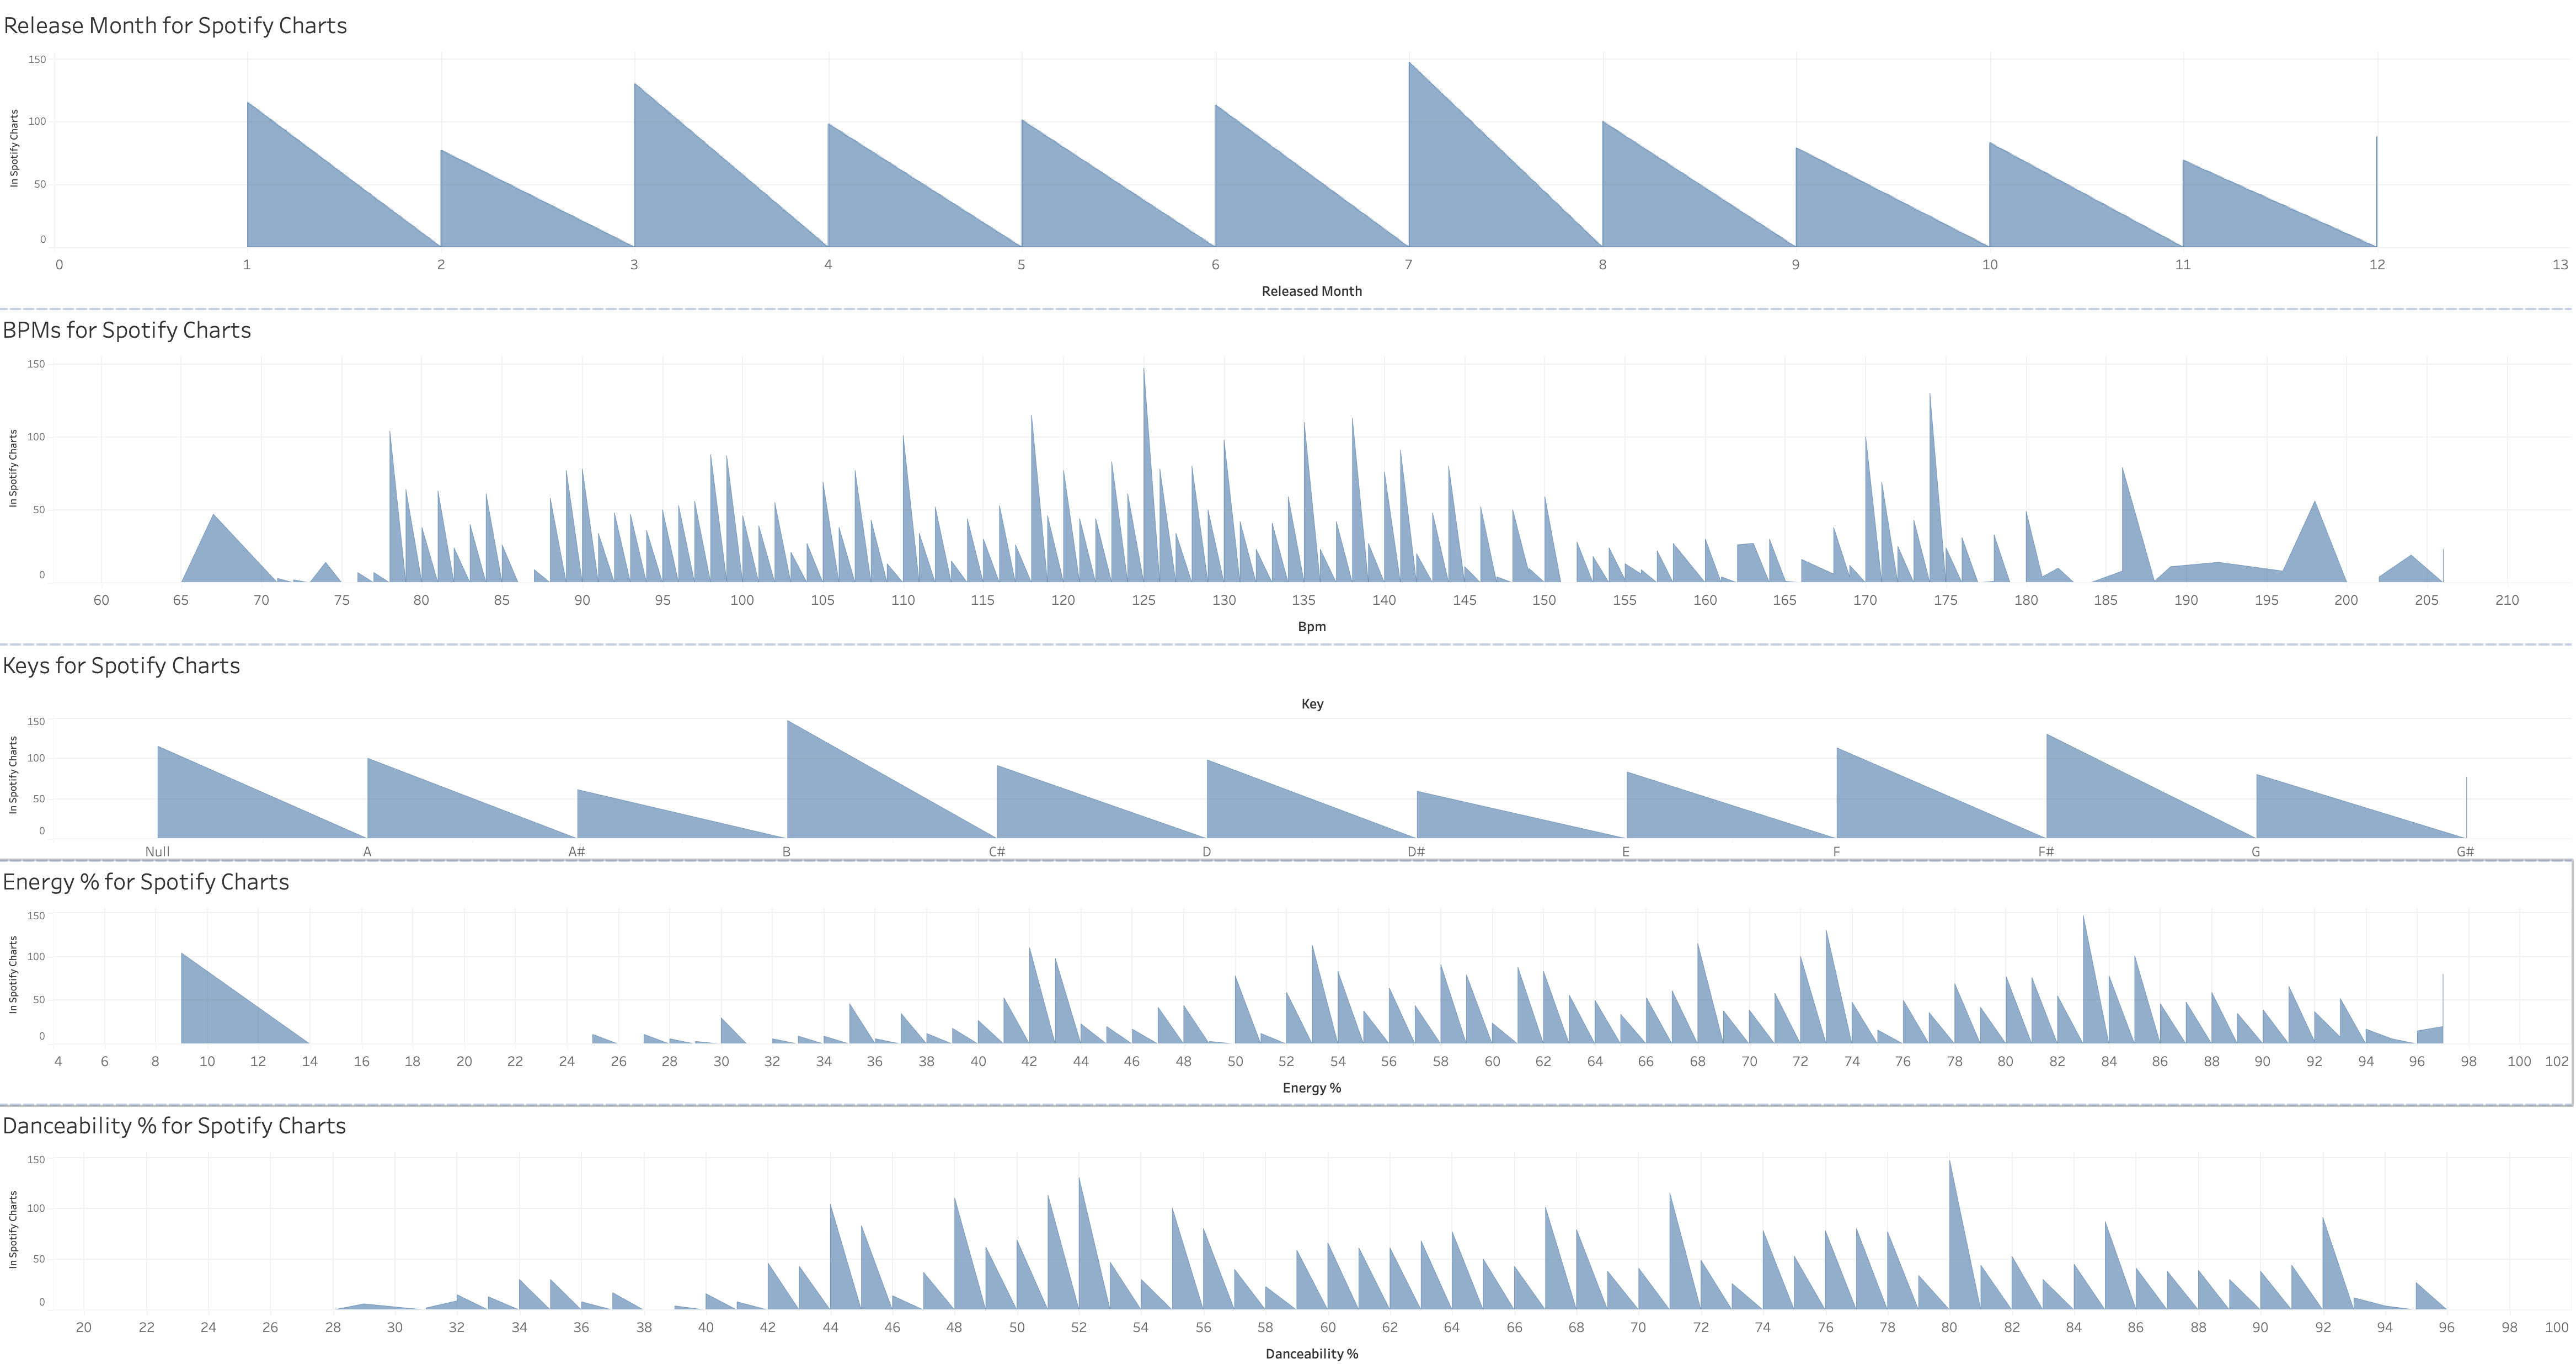 Release Month for Spotify Charts
In Spotify Charts
150
100
50
0
0 1 2 3 4 5 6 7 8 9 10 11 12 13
Released Month
BPMs for Spotify Charts
In Spotify Charts
150
100
50
0
60 65 70 75 80 85 90 95 100 105 110 115 120 125 130 135 140 145 150 155 160 165 170 175 180 185 190 195 200 205 210
Bpm
Keys for Spotify Charts
Key
In Spotify Charts
150
100
50
0
Null A A# B C# D D# E F F# G G#
Energy % for Spotify Charts
In Spotify Charts
150
100
50
0
4 6 8 10 12 14 16 18 20 22 24 26 28 30 32 34 36 38 40 42 44 46 48 50 52 54 56 58 60 62 64 66 68 70 72 74 76 78 80 82 84 86 88 90 92 94 96 98 100 102
Energy %
Danceability % for Spotify Charts
In Spotify Charts
150
100
50
0
20 22 24 26 28 30 32 34 36 38 40 42 44 46 48 50 52 54 56 58 60 62 64 66 68 70 72 74 76 78 80 82 84 86 88 90 92 94 96 98 100
Danceability %